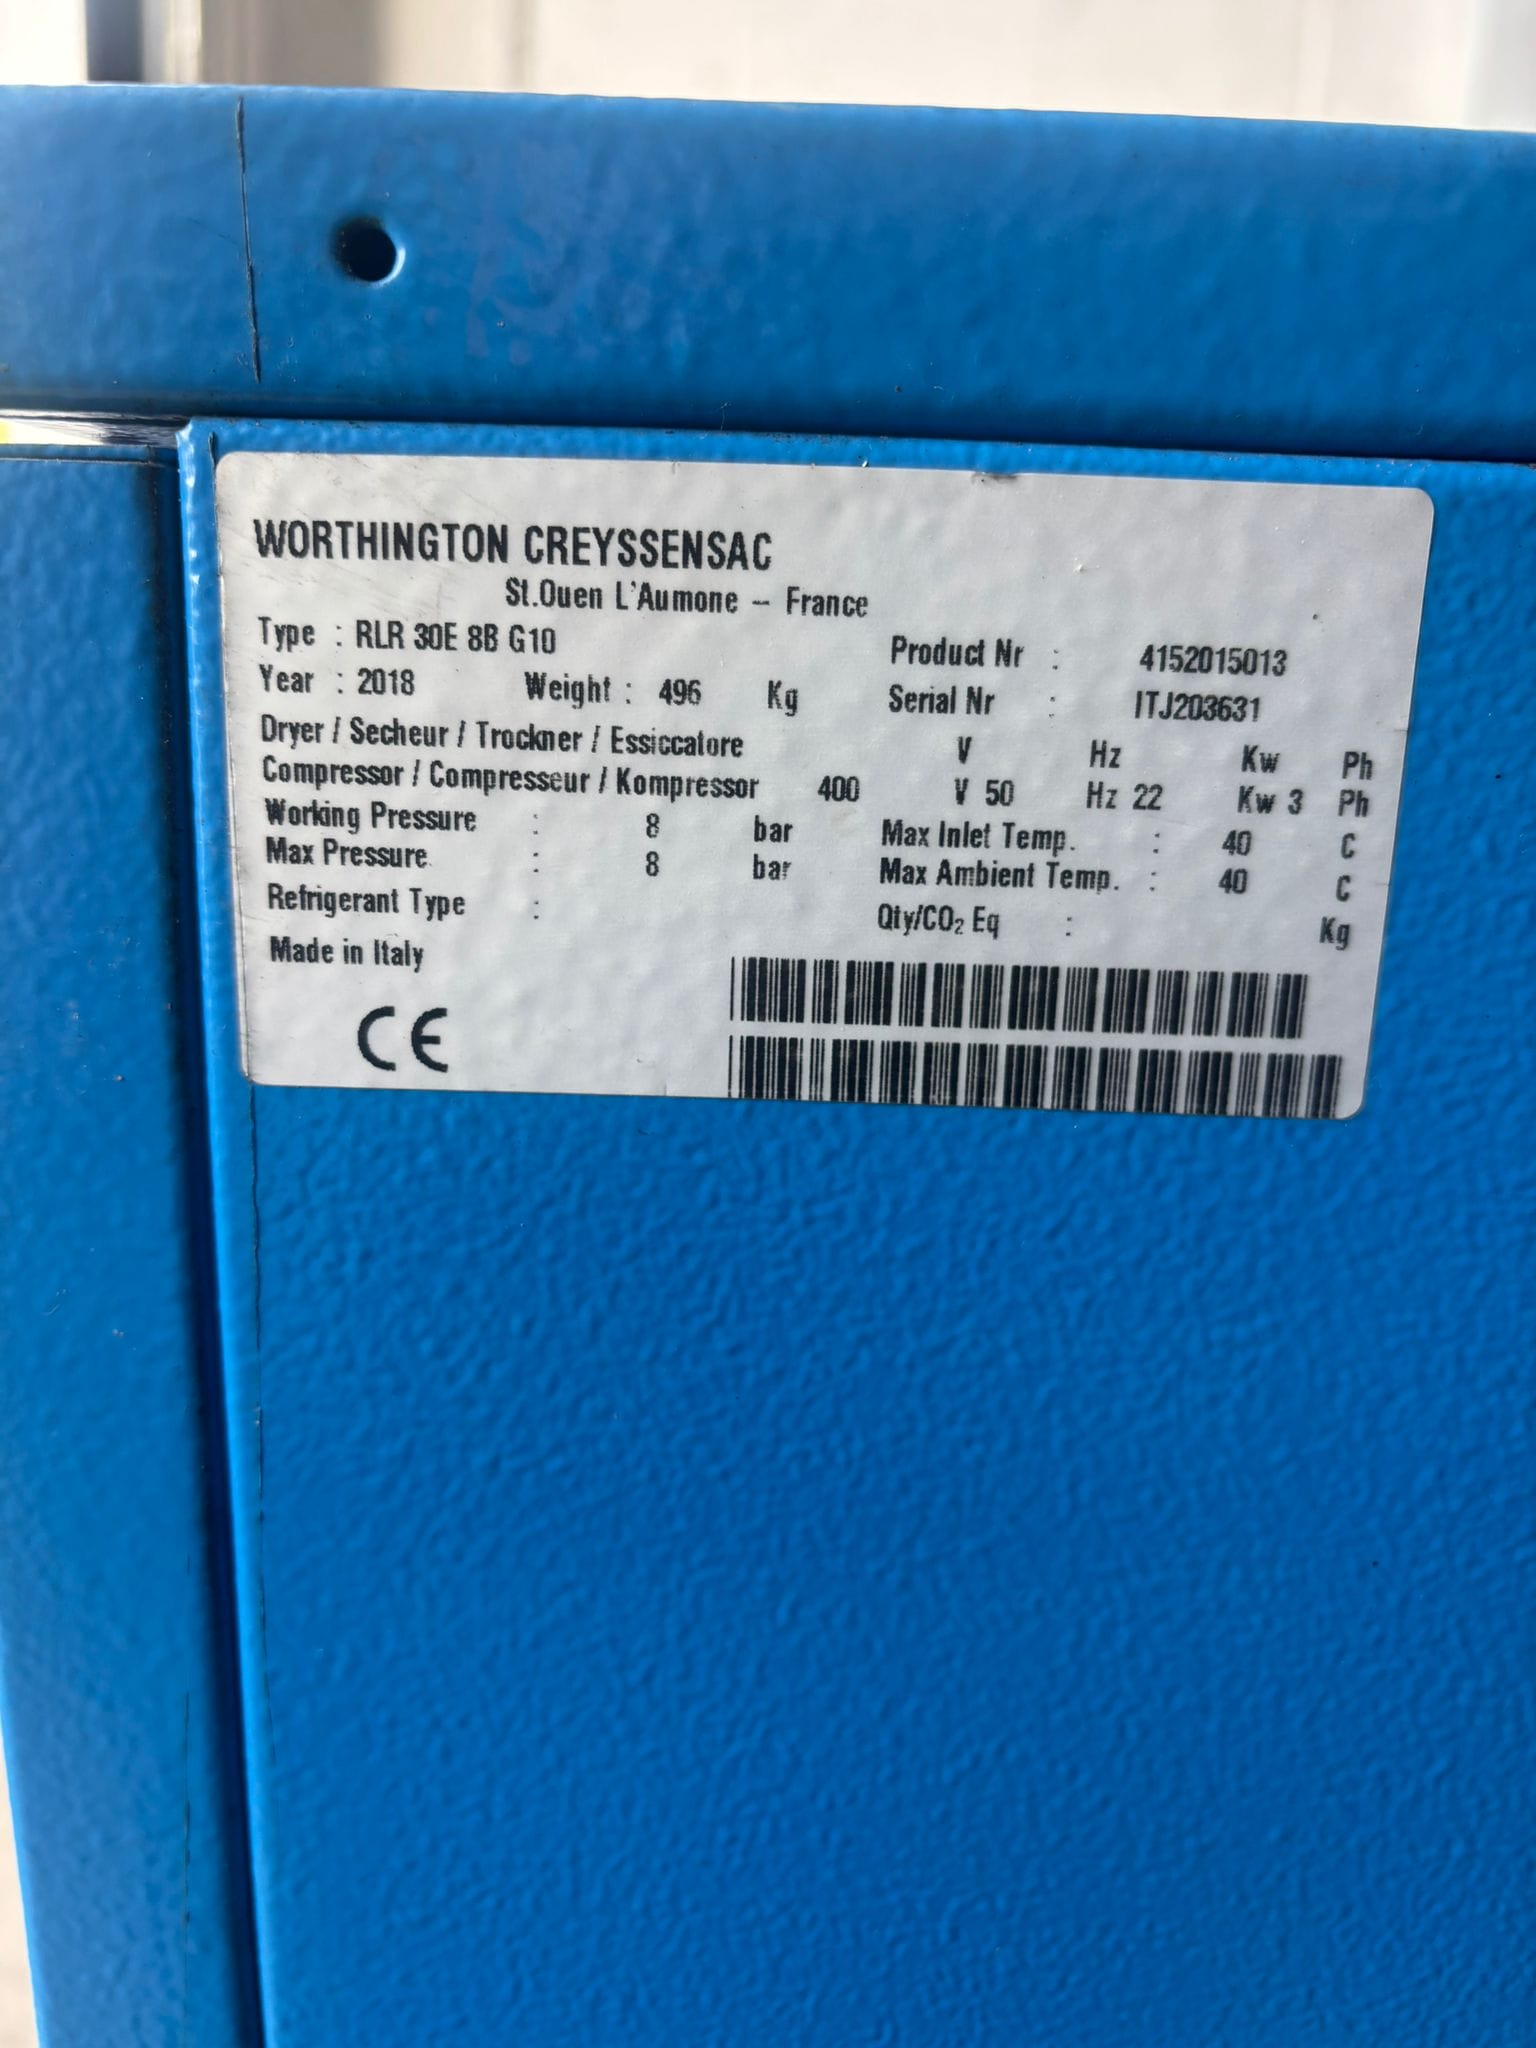 WORTHINGTON CREYSSENSAC
St.Ouen L'Aumone – France
Type : RLR 30E 8B G10 Product Nr : 4152015013
Year : 2018 Weight : 496 Kg Serial Nr : ITJ203631
Dryer / Secheur / Trockner / Essiccatore V Hz Kw Ph
Compressor / Compresseur / Kompressor 400 V 50 Hz 22 Kw 3 Ph
Working Pressure : 8 bar Max Inlet Temp. : 40 C
Max Pressure : 8 bar Max Ambient Temp. : 40 C
Refrigerant Type : Qty/CO₂ Eq : Kg
Made in Italy
CE